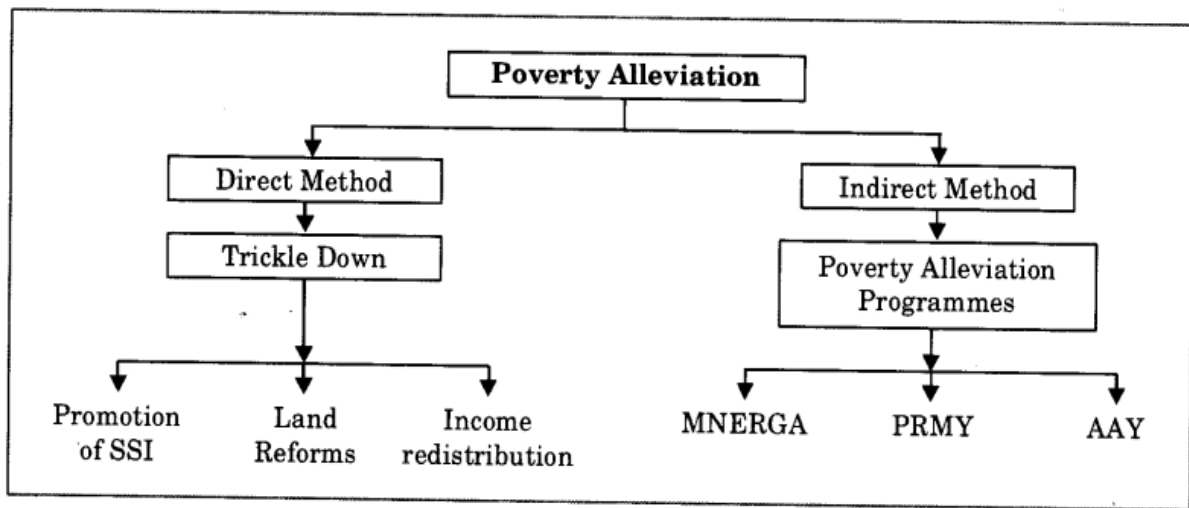 Poverty Alleviation
Direct Method
Indirect Method
Trickle Down
Poverty Alleviation
Programmes
Promotion
of SSI
Land
Reforms
Income
redistribution
MNERGA
PRMY
AAY